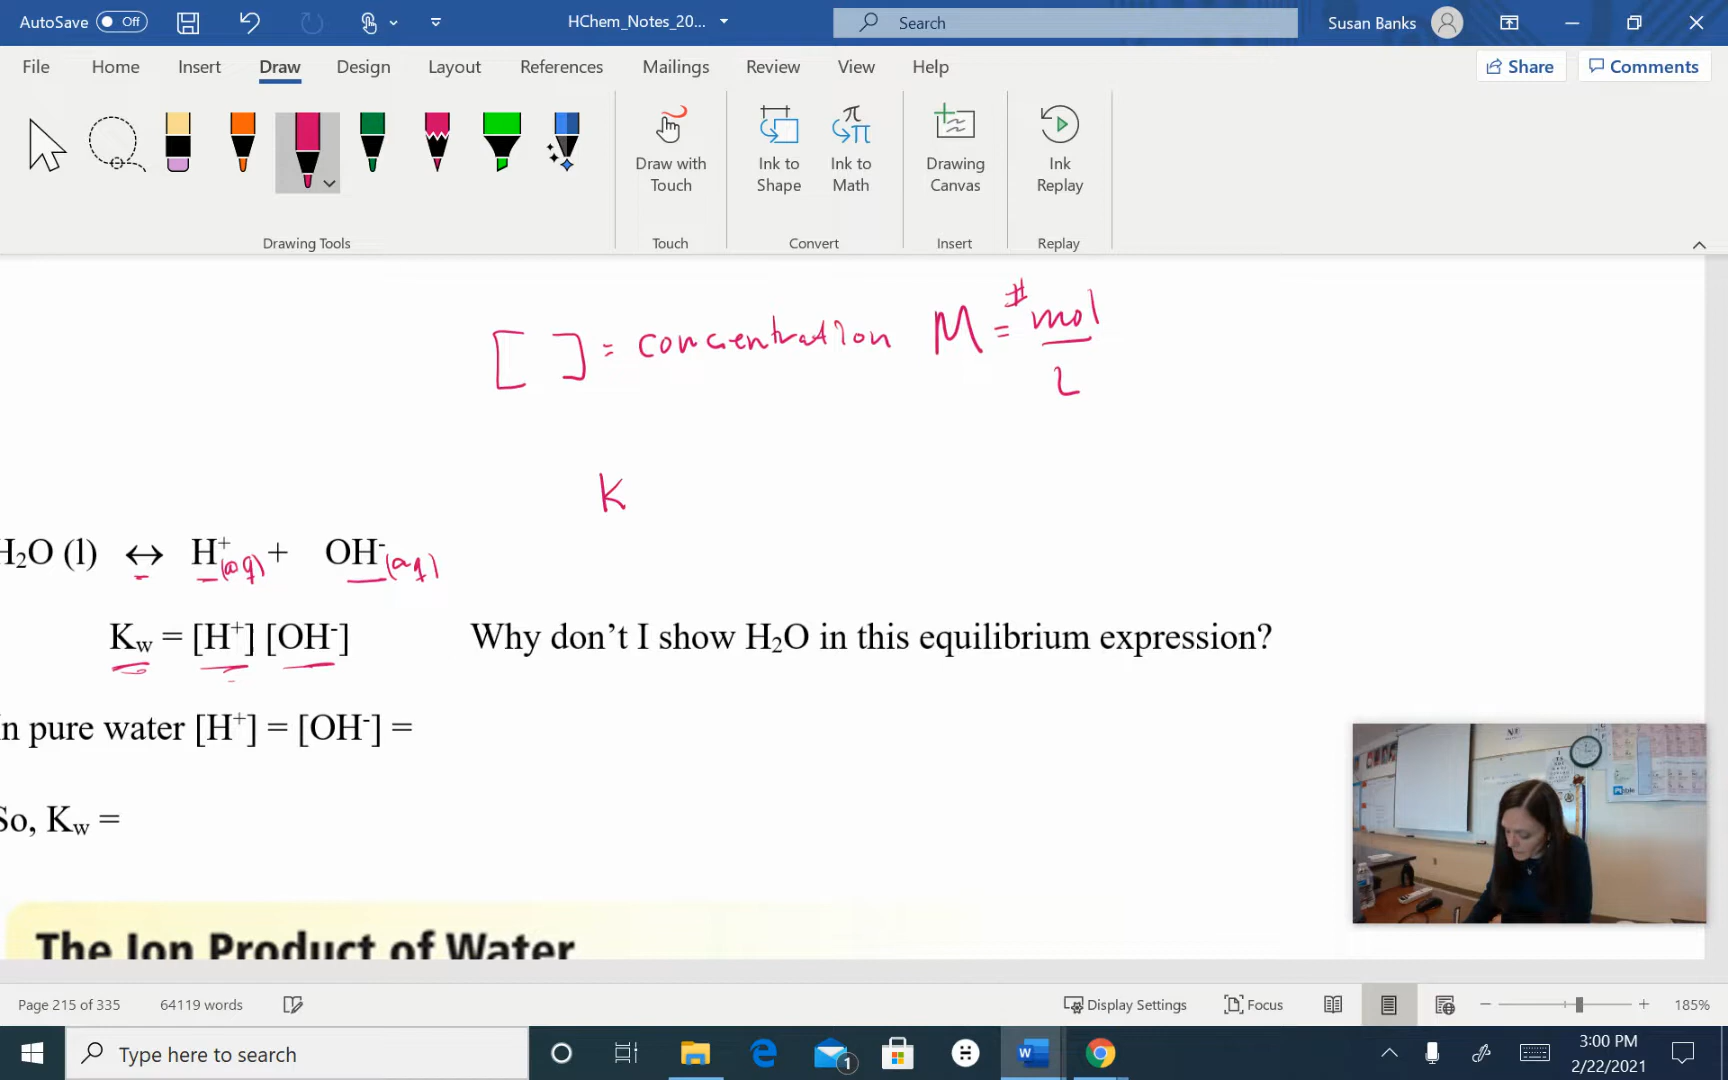 AutoSave Off HChem_Notes_20... Search Susan Banks
File Home Insert Draw Design Layout References Mailings Review View Help Share Comments
Draw with Touch Ink to Shape Ink to Math Drawing Canvas Ink Replay
Drawing Tools Touch Convert Insert Replay
[ ] = concentration M = # mol / L
K
H₂O (l) ↔ H⁺(aq) + OH⁻(aq)
K_w = [H⁺] [OH⁻] Why don’t I show H₂O in this equilibrium expression?
In pure water [H⁺] = [OH⁻] =
So, K_w =
The Ion Product of Water
Page 215 of 335 64119 words Display Settings Focus 185%
Type here to search 1 3:00 PM
2/22/2021